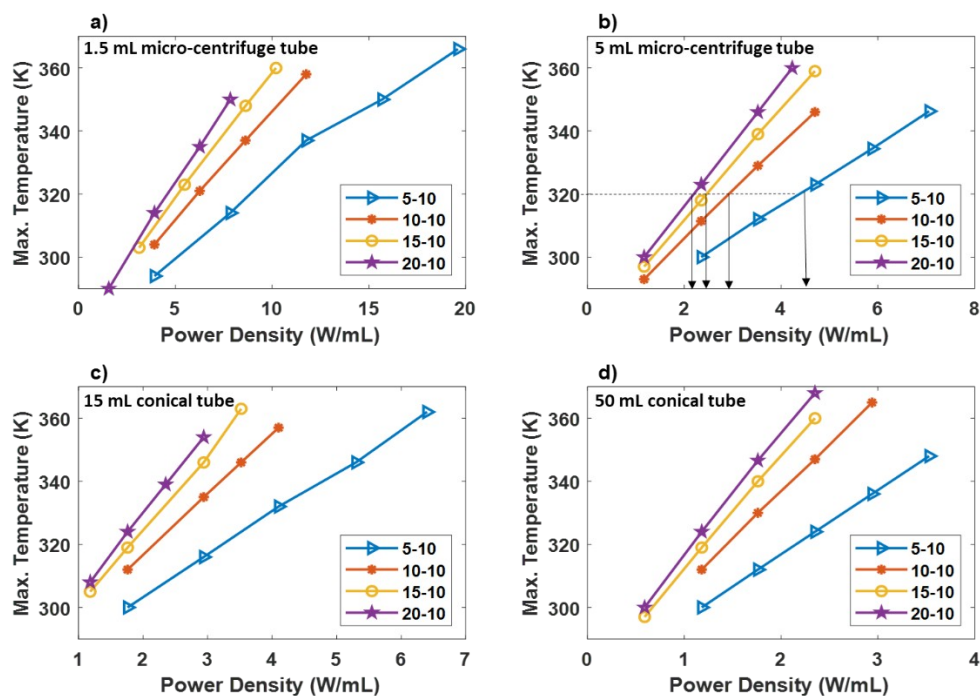 a)
1.5 mL micro-centrifuge tube
Max. Temperature (K)
360
340
320
300
5-10
10-10
15-10
20-10
0 5 10 15 20
Power Density (W/mL)
b)
5 mL micro-centrifuge tube
Max. Temperature (K)
360
340
320
300
5-10
10-10
15-10
20-10
0 2 4 6 8
Power Density (W/mL)
c)
15 mL conical tube
Max. Temperature (K)
360
340
320
300
5-10
10-10
15-10
20-10
1 2 3 4 5 6 7
Power Density (W/mL)
d)
50 mL conical tube
Max. Temperature (K)
360
340
320
300
5-10
10-10
15-10
20-10
0 1 2 3 4
Power Density (W/mL)